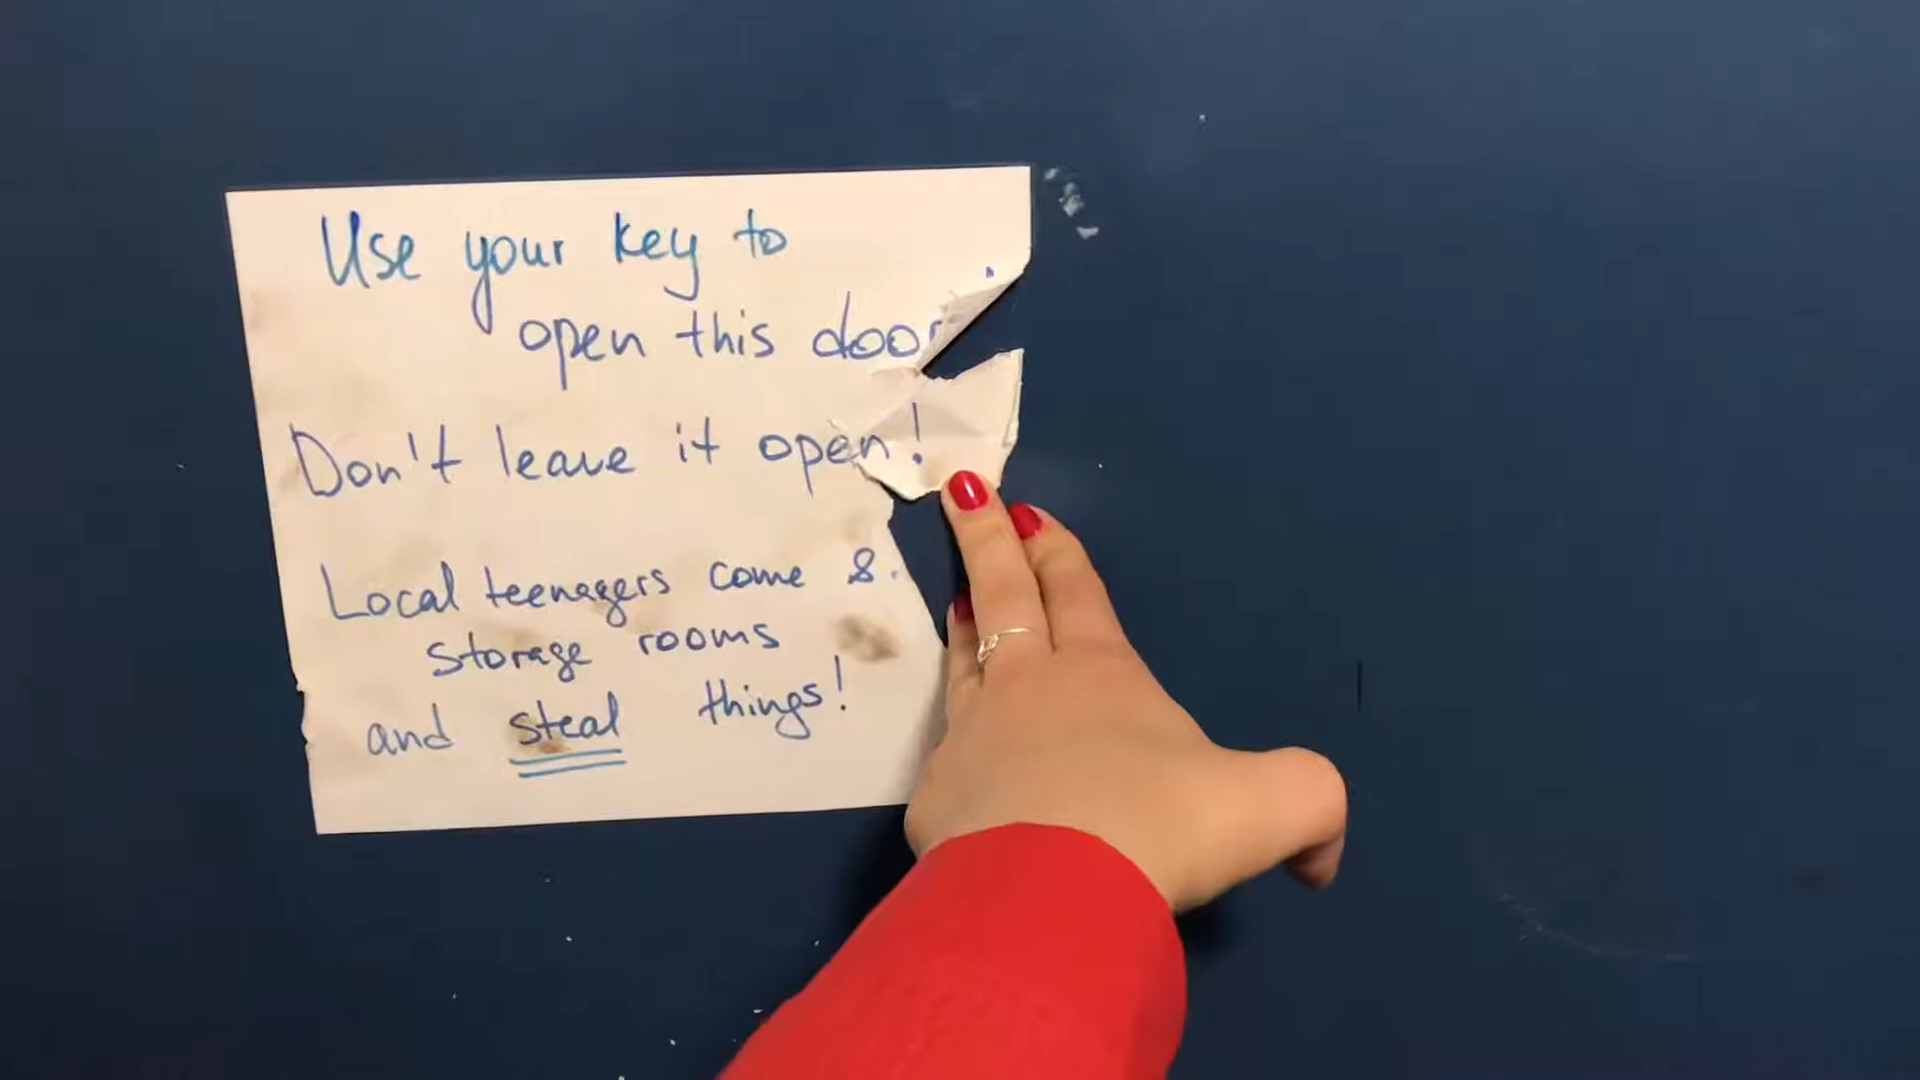 Use your key to
open this door
Don't leave it open!
Local teenagers come &
storage rooms
and steal things!